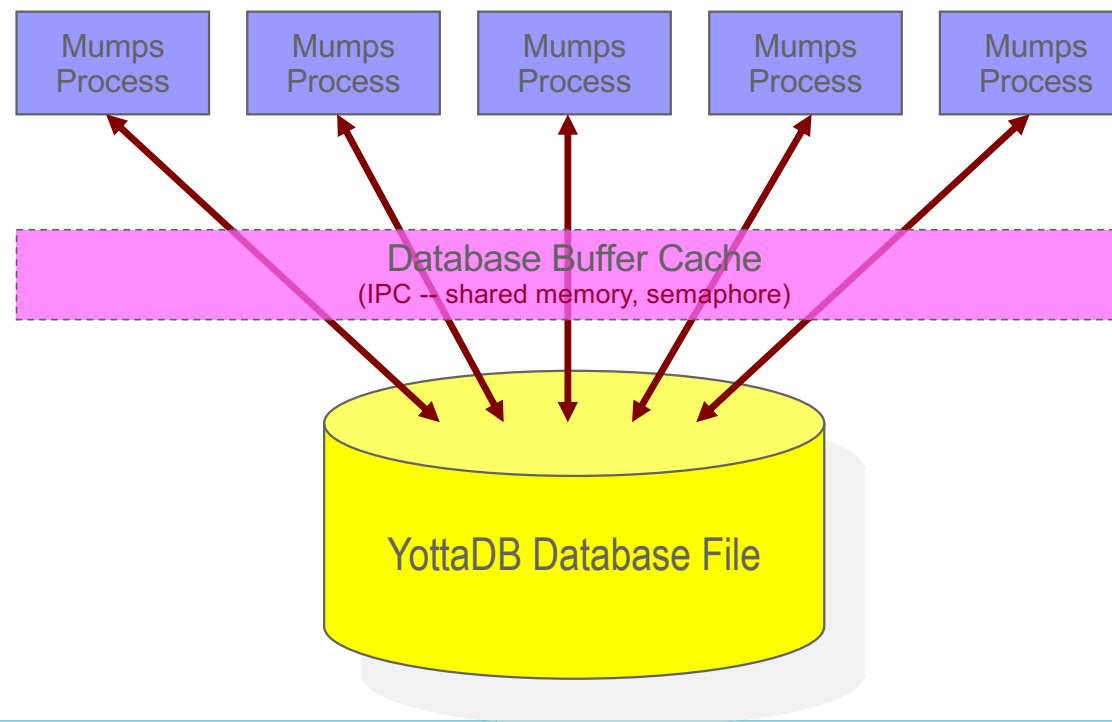 Mumps
Process
Mumps
Process
Mumps
Process
Mumps
Process
Mumps
Process
Database Buffer Cache
(IPC -- shared memory, semaphore)
YottaDB Database File